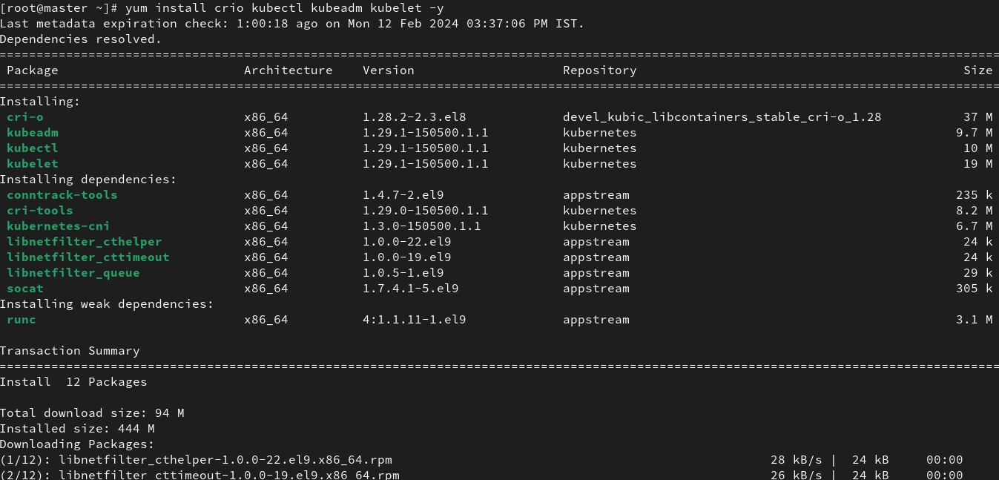 [root@master ~]# yum install crio kubectl kubeadm kubelet -y
Last metadata expiration check: 1:00:18 ago on Mon 12 Feb 2024 03:37:06 PM IST.
Dependencies resolved.
================================================================================================================================
 Package Architecture Version Repository Size
================================================================================================================================
Installing:
 cri-o x86_64 1.28.2-2.3.el8 devel_kubic_libcontainers_stable_cri-o_1.28 37 M
 kubeadm x86_64 1.29.1-150500.1.1 kubernetes 9.7 M
 kubectl x86_64 1.29.1-150500.1.1 kubernetes 10 M
 kubelet x86_64 1.29.1-150500.1.1 kubernetes 19 M
Installing dependencies:
 conntrack-tools x86_64 1.4.7-2.el9 appstream 235 k
 cri-tools x86_64 1.29.0-150500.1.1 kubernetes 8.2 M
 kubernetes-cni x86_64 1.3.0-150500.1.1 kubernetes 6.7 M
 libnetfilter_cthelper x86_64 1.0.0-22.el9 appstream 24 k
 libnetfilter_cttimeout x86_64 1.0.0-19.el9 appstream 24 k
 libnetfilter_queue x86_64 1.0.5-1.el9 appstream 29 k
 socat x86_64 1.7.4.1-5.el9 appstream 305 k
Installing weak dependencies:
 runc x86_64 4:1.1.11-1.el9 appstream 3.1 M
Transaction Summary
================================================================================================================================
Install  12 Packages
Total download size: 94 M
Installed size: 444 M
Downloading Packages:
(1/12): libnetfilter_cthelper-1.0.0-22.el9.x86_64.rpm 28 kB/s |  24 kB 00:00
(2/12): libnetfilter_cttimeout-1.0.0-19.el9.x86_64.rpm 26 kB/s |  24 kB 00:00